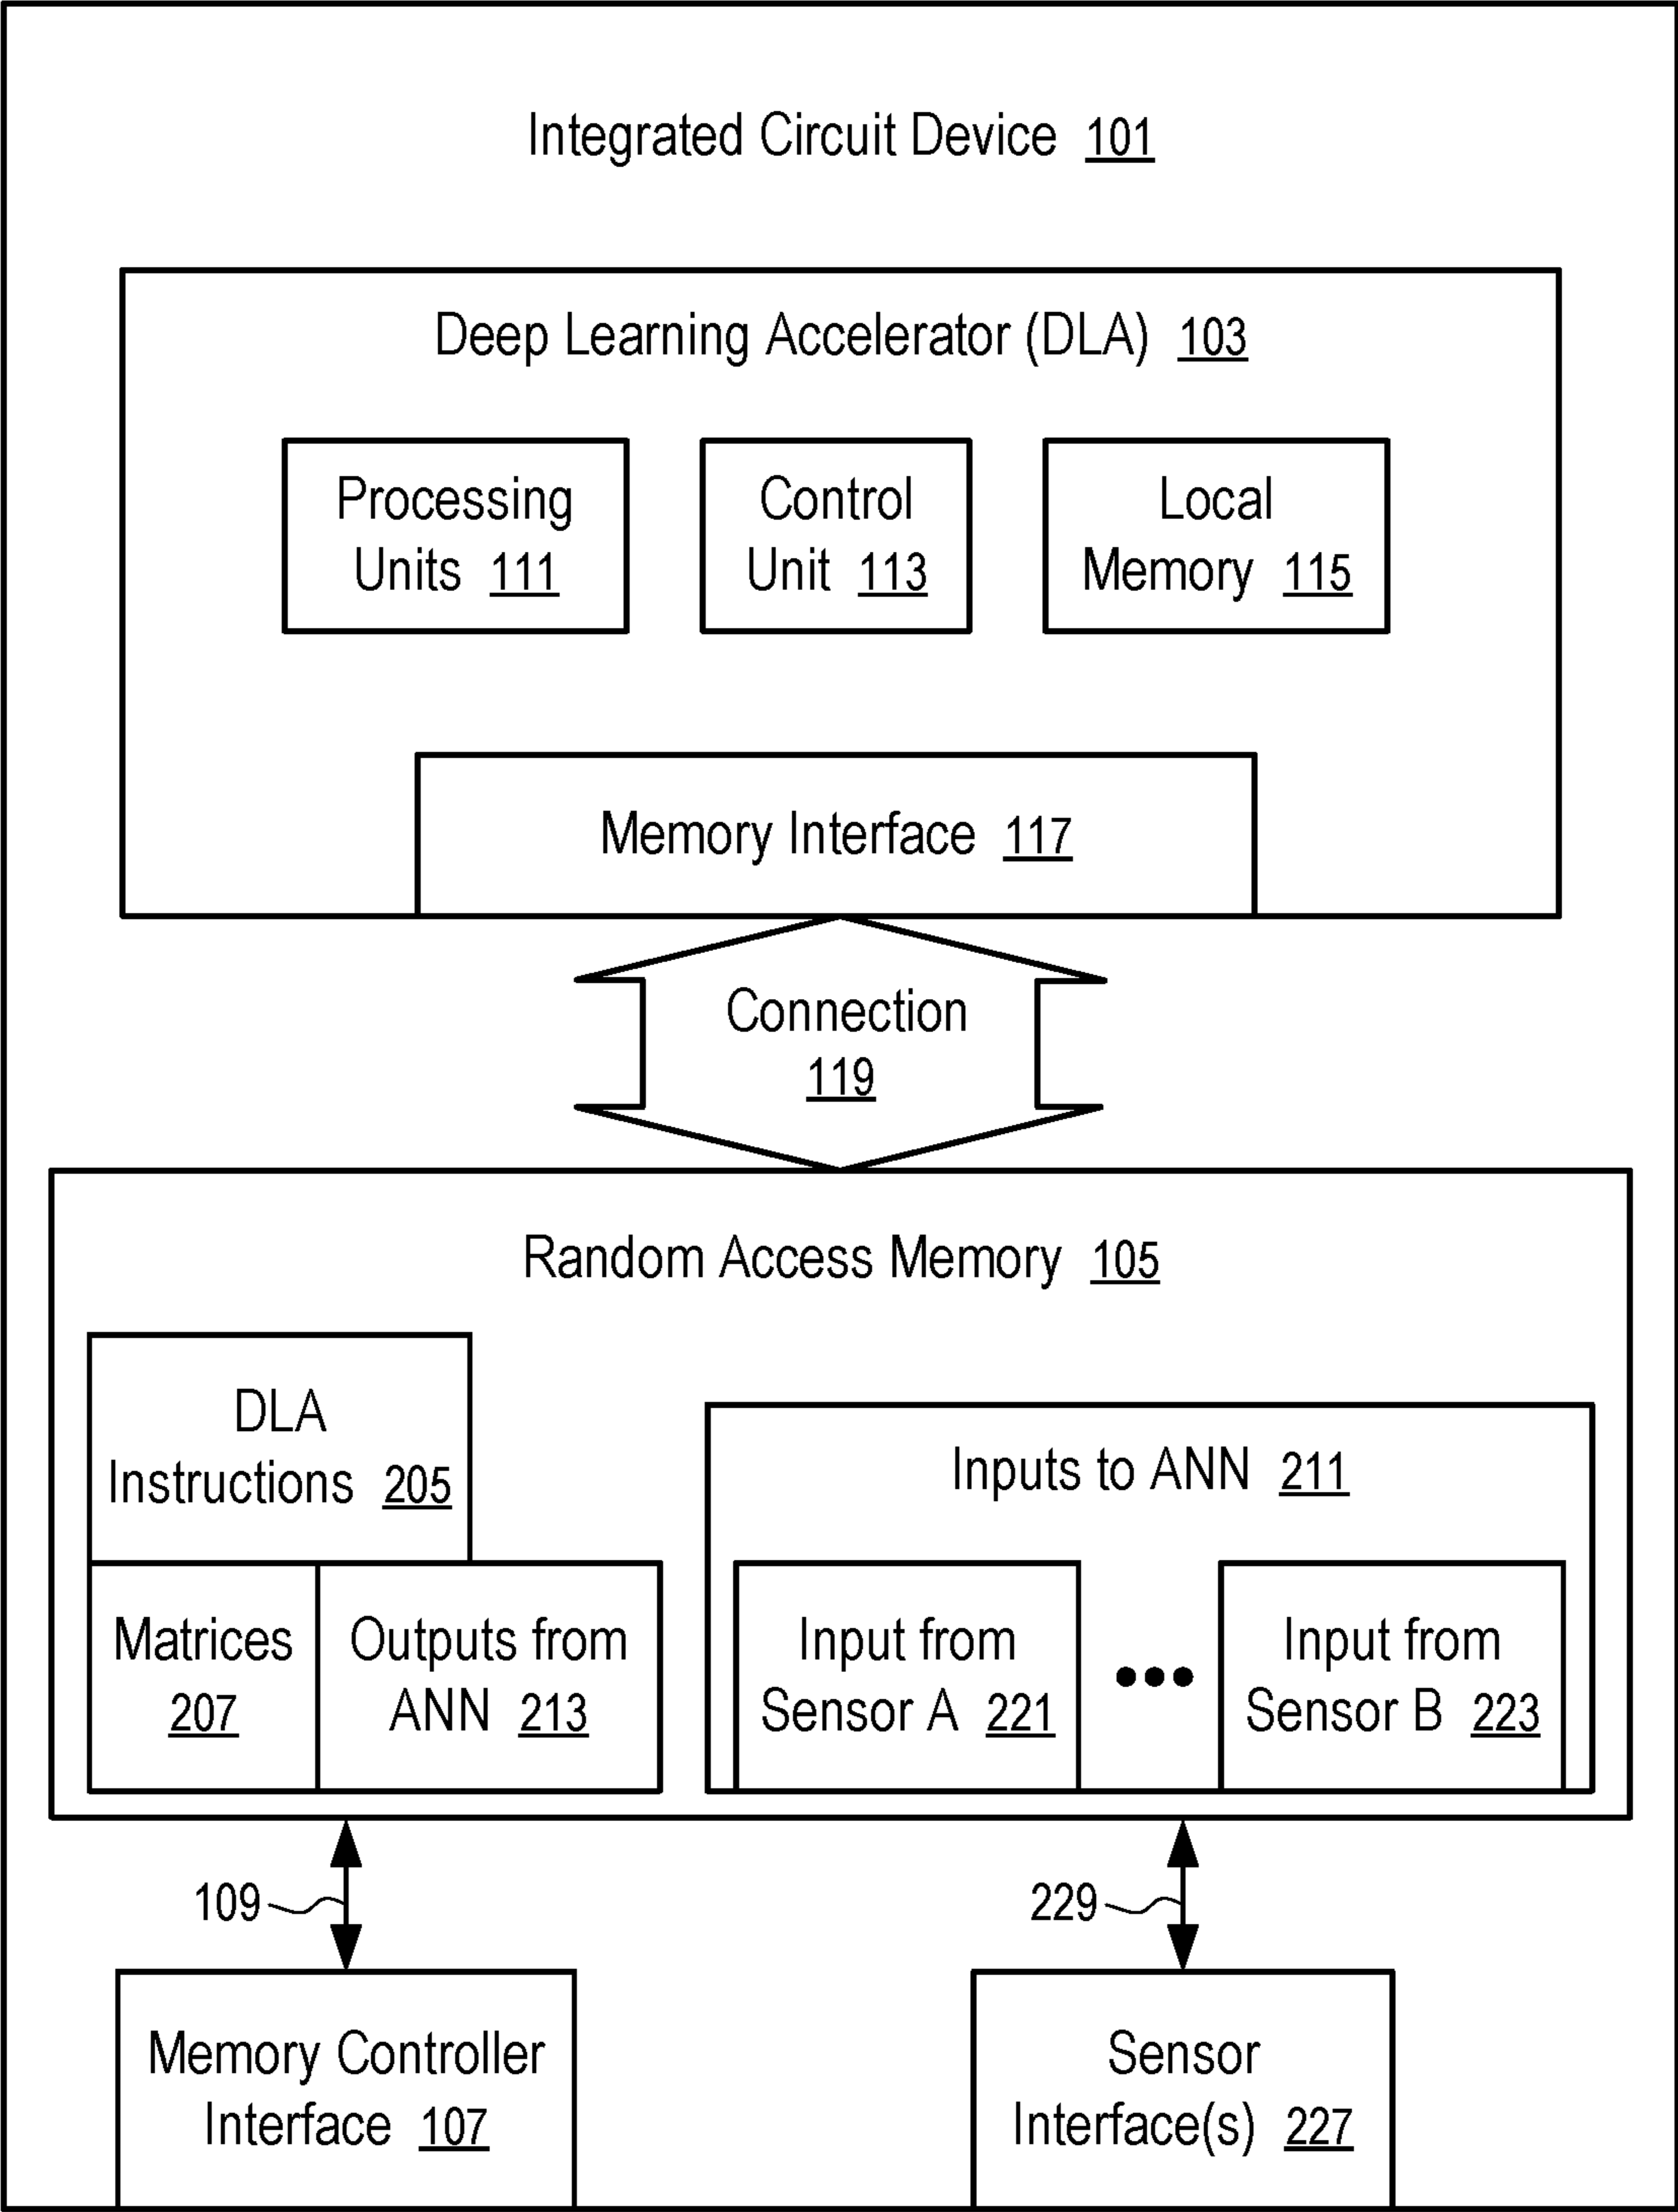 Integrated Circuit Device 101
Deep Learning Accelerator (DLA) 103
Processing
Units 111
Control
Unit 113
Local
Memory 115
Memory Interface 117
Connection
119
Random Access Memory 105
DLA
Instructions 205
Matrices
207
Outputs from
ANN 213
Inputs to ANN 211
Input from
Sensor A 221
Input from
Sensor B 223
109
229
Memory Controller
Interface 107
Sensor
Interface(s) 227